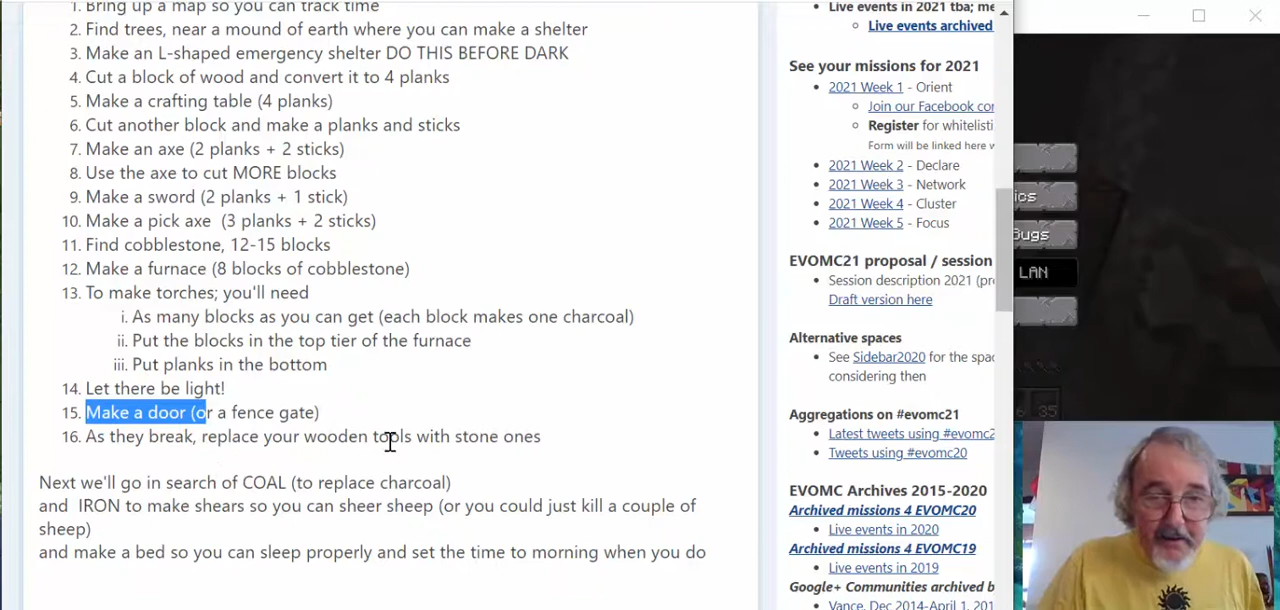 1. Bring up a map so you can track time
2. Find trees, near a mound of earth where you can make a shelter
3. Make an L-shaped emergency shelter DO THIS BEFORE DARK
4. Cut a block of wood and convert it to 4 planks
5. Make a crafting table (4 planks)
6. Cut another block and make a planks and sticks
7. Make an axe (2 planks + 2 sticks)
8. Use the axe to cut MORE blocks
9. Make a sword (2 planks + 1 stick)
10. Make a pick axe (3 planks + 2 sticks)
11. Find cobblestone, 12-15 blocks
12. Make a furnace (8 blocks of cobblestone)
13. To make torches; you'll need
i. As many blocks as you can get (each block makes one charcoal)
ii. Put the blocks in the top tier of the furnace
iii. Put planks in the bottom
14. Let there be light!
15. Make a door (or a fence gate)
16. As they break, replace your wooden tools with stone ones
Next we'll go in search of COAL (to replace charcoal)
and IRON to make shears so you can sheer sheep (or you could just kill a couple of
sheep)
and make a bed so you can sleep properly and set the time to morning when you do
Live events in 2021 tba; me
Live events archived
See your missions for 2021
2021 Week 1 - Orient
Join our Facebook con
Register for whitelisti
Form will be linked here w
2021 Week 2 - Declare
2021 Week 3 - Network
2021 Week 4 - Cluster
2021 Week 5 - Focus
EVOMC21 proposal / session
Session description 2021 (pr
Draft version here
Alternative spaces
See Sidebar2020 for the spac
considering then
Aggregations on #evomc21
Latest tweets using #evomc2
Tweets using #evomc20
EVOMC Archives 2015-2020
Archived missions 4 EVOMC20
Live events in 2020
Archived missions 4 EVOMC19
Live events in 2019
Google+ Communities archived b
Vance, Dec 2014-April 1, 201
ics
Bugs
LAN
6 35